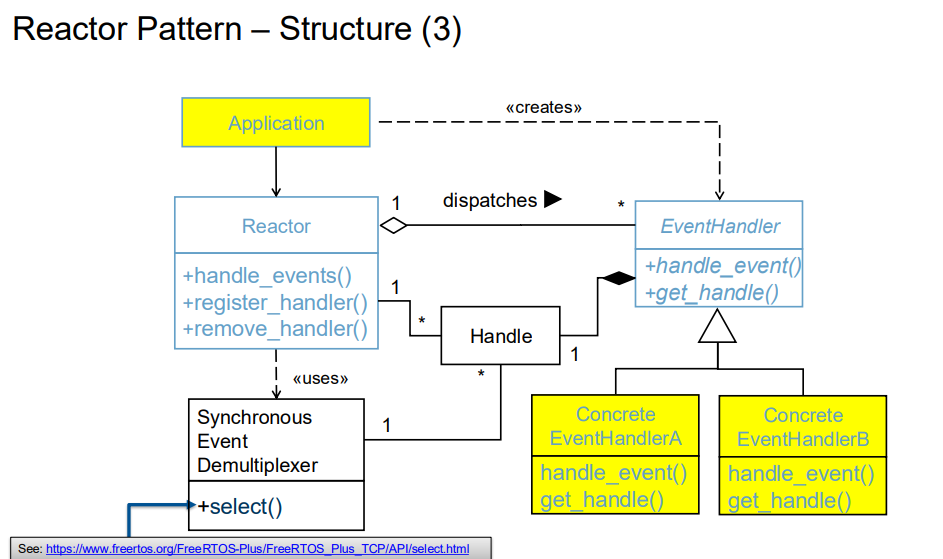 Reactor Pattern – Structure (3)
«creates»
Application
1
dispatches
*
Reactor
EventHandler
+handle_events()
+register_handler()
+remove_handler()
+handle_event()
+get_handle()
1
*
Handle
1
«uses»
*
Synchronous
Event
Demultiplexer
1
+select()
Concrete
EventHandlerA
handle_event()
get_handle()
Concrete
EventHandlerB
handle_event()
get_handle()
See: https://www.freertos.org/FreeRTOS-Plus/FreeRTOS_Plus_TCP/API/select.html